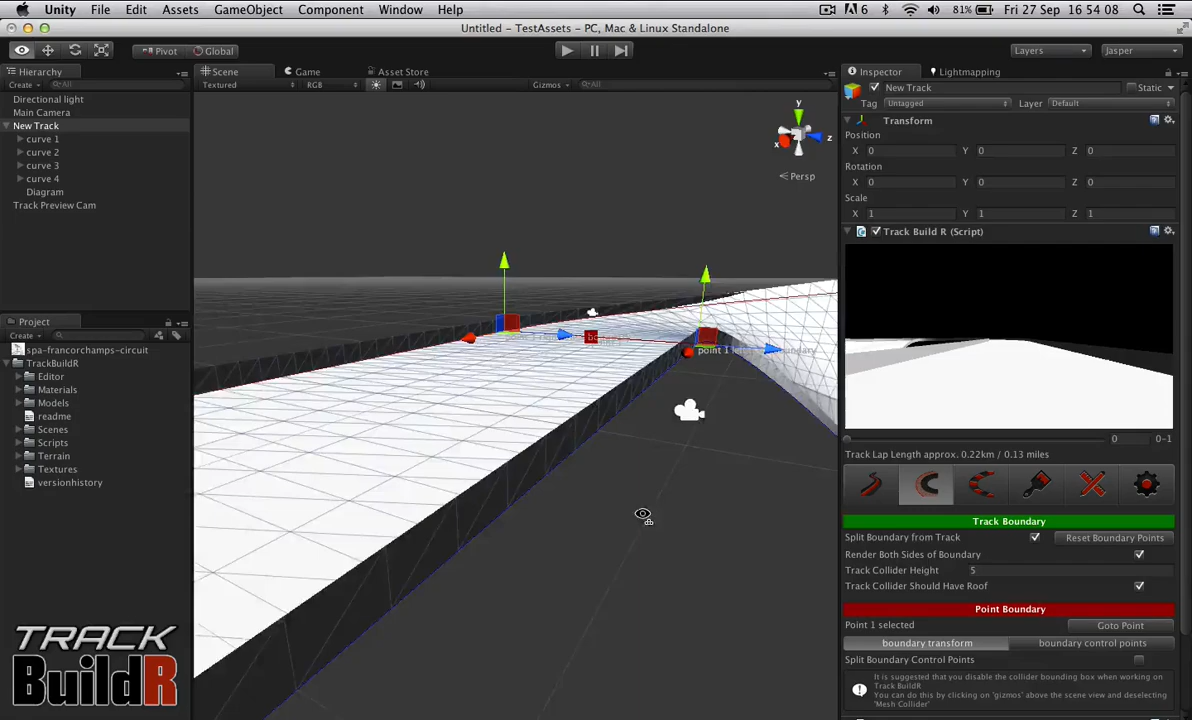 Unity File Edit Assets GameObject Component Window Help 6 81% Fri 27 Sep 16 54 08
Untitled - TestAssets - PC, Mac & Linux Standalone
Pivot Global Layers Jasper
Hierarchy Scene Game Asset Store Inspector Lightmapping
Create All Textured RGB Gizmos All New Track Static
Directional light
Main Camera
New Track
curve 1
curve 2
curve 3
curve 4
Diagram
Track Preview Cam
Project
Create
spa-francorchamps-circuit
TrackBuildR
Editor
Materials
Models
readme
Scenes
Scripts
Terrain
Textures
versionhistory
TRACK
BuildR
y
x z
Persp
point 1
Tag Untagged Layer Default
Transform
Position
X 0 Y 0 Z 0
Rotation
X 0 Y 0 Z 0
Scale
X 1 Y 1 Z 1
Track Build R (Script)
0 0-1
Track Lap Length approx. 0.22km / 0.13 miles
Track Boundary
Split Boundary from Track Reset Boundary Points
Render Both Sides of Boundary
Track Collider Height 5
Track Collider Should Have Roof
Point Boundary
Point 1 selected Goto Point
boundary transform boundary control points
Split Boundary Control Points
It is suggested that you disable the collider bounding box when working on
Track BuildR
You can do this by clicking on 'gizmos' above the scene view and deselecting
'Mesh Collider'